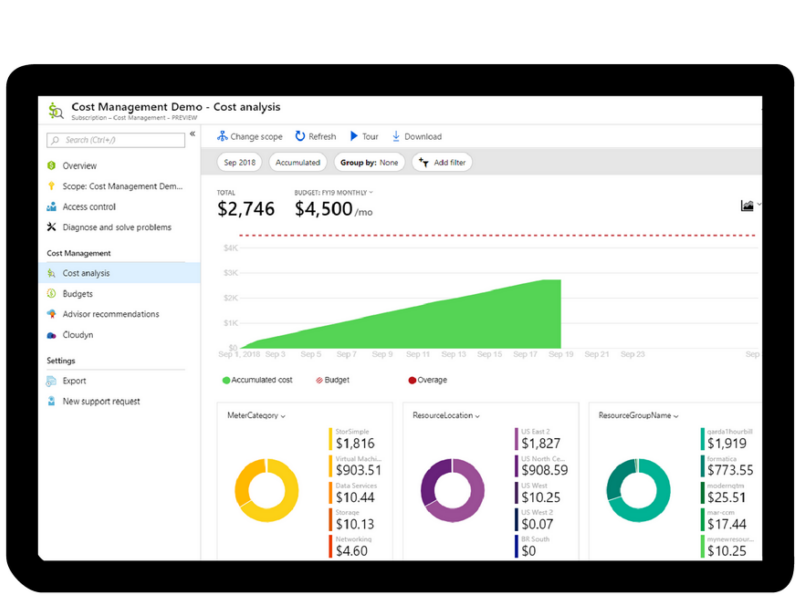 Cost Management Demo - Cost analysis
Subscription - Cost Management - PREVIEW
Search (Ctrl+/)
Overview
Scope: Cost Management Dem...
Access control
Diagnose and solve problems
Cost Management
Cost analysis
Budgets
Advisor recommendations
Cloudyn
Settings
Export
New support request
Change scope Refresh Tour Download
Sep 2018 Accumulated Group by: None Add filter
TOTAL
$2,746
BUDGET: FY19 MONTHLY
$4,500 /mo
$4K
$3K
$2K
$1K
$0
Sep 1, 2018 Sep 3 Sep 5 Sep 7 Sep 9 Sep 11 Sep 13 Sep 15 Sep 17 Sep 19 Sep 21 Sep 23 Sep
Accumulated cost Budget Overage
MeterCategory
StorSimple
$1,816
Virtual Machi...
$903.51
Data Services
$10.44
Storage
$10.13
Networking
$4.60
ResourceLocation
US East 2
$1,827
US North Ce...
$908.59
US West
$10.25
US West 2
$0.07
BR South
$0
ResourceGroupName
$1,919
formatica
$773.55
$25.51
mar-com
$17.44
mynewresour...
$10.25